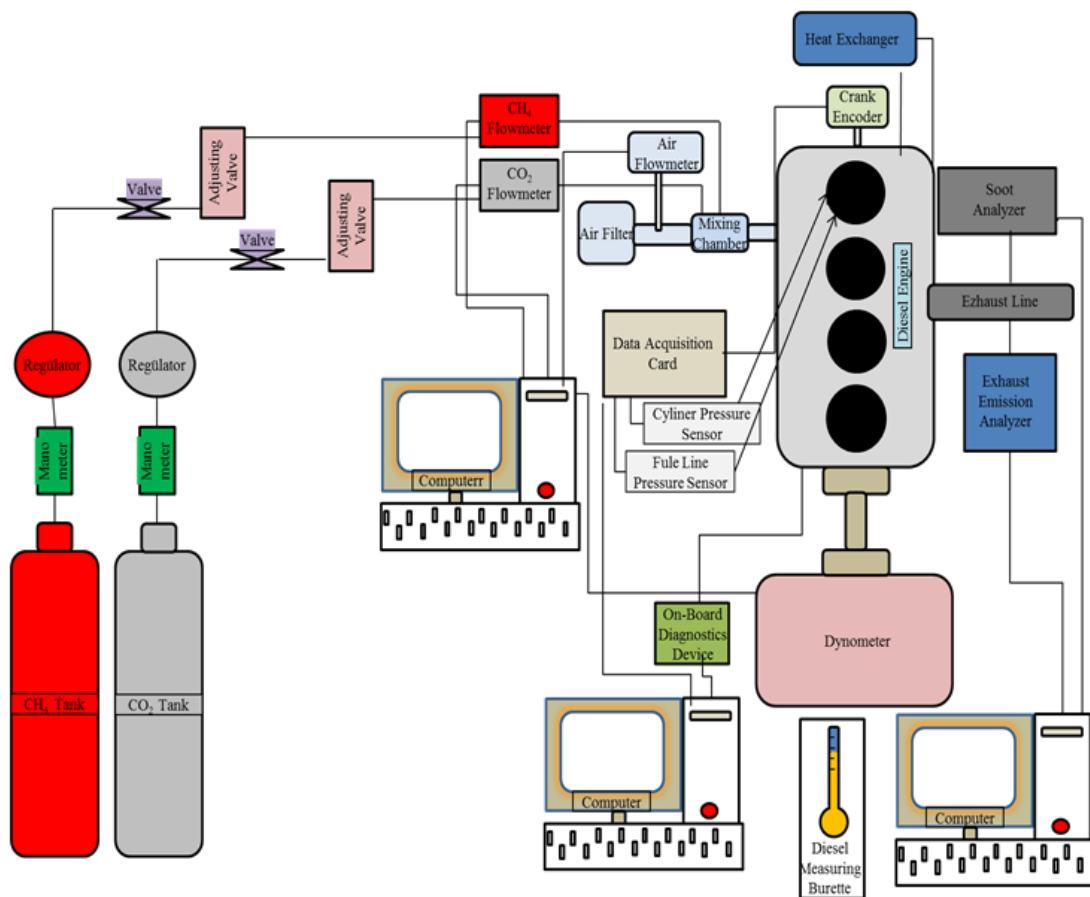 Heat Exchanger
Crank
Encoder
CH₄
Flowmeter
Air
Flowmeter
CO₂
Flowmeter
Adjusting
Valve
Valve
Adjusting
Valve
Valve
Air Filter
Mixing
Chamber
Soot
Analyzer
Diesel Engine
Ezhaust Line
Regülator
Regülator
Data Acquisition
Card
Exhaust
Emission
Analyzer
Cyliner Pressure
Sensor
Fule Line
Pressure Sensor
Mano
meter
Mano
meter
Computerr
On-Board
Diagnostics
Device
Dynometer
CH₄ Tank
CO₂ Tank
Computer
Computer
Diesel
Measuring
Burette